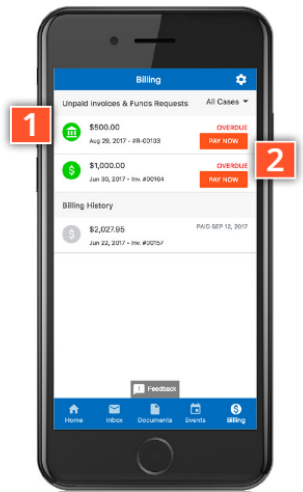 Billing
Unpaid Invoices & Funds Requests All Cases
1
$500.00 OVERDUE
Aug 29, 2017 - #R-00103 PAY NOW
2
$1,000.00 OVERDUE
Jun 30, 2017 - Inv. #00164 PAY NOW
Billing History
$2,027.95 PAID SEP 12, 2017
Jun 22, 2017 - Inv. #00157
Feedback
Home Inbox Documents Events Billing